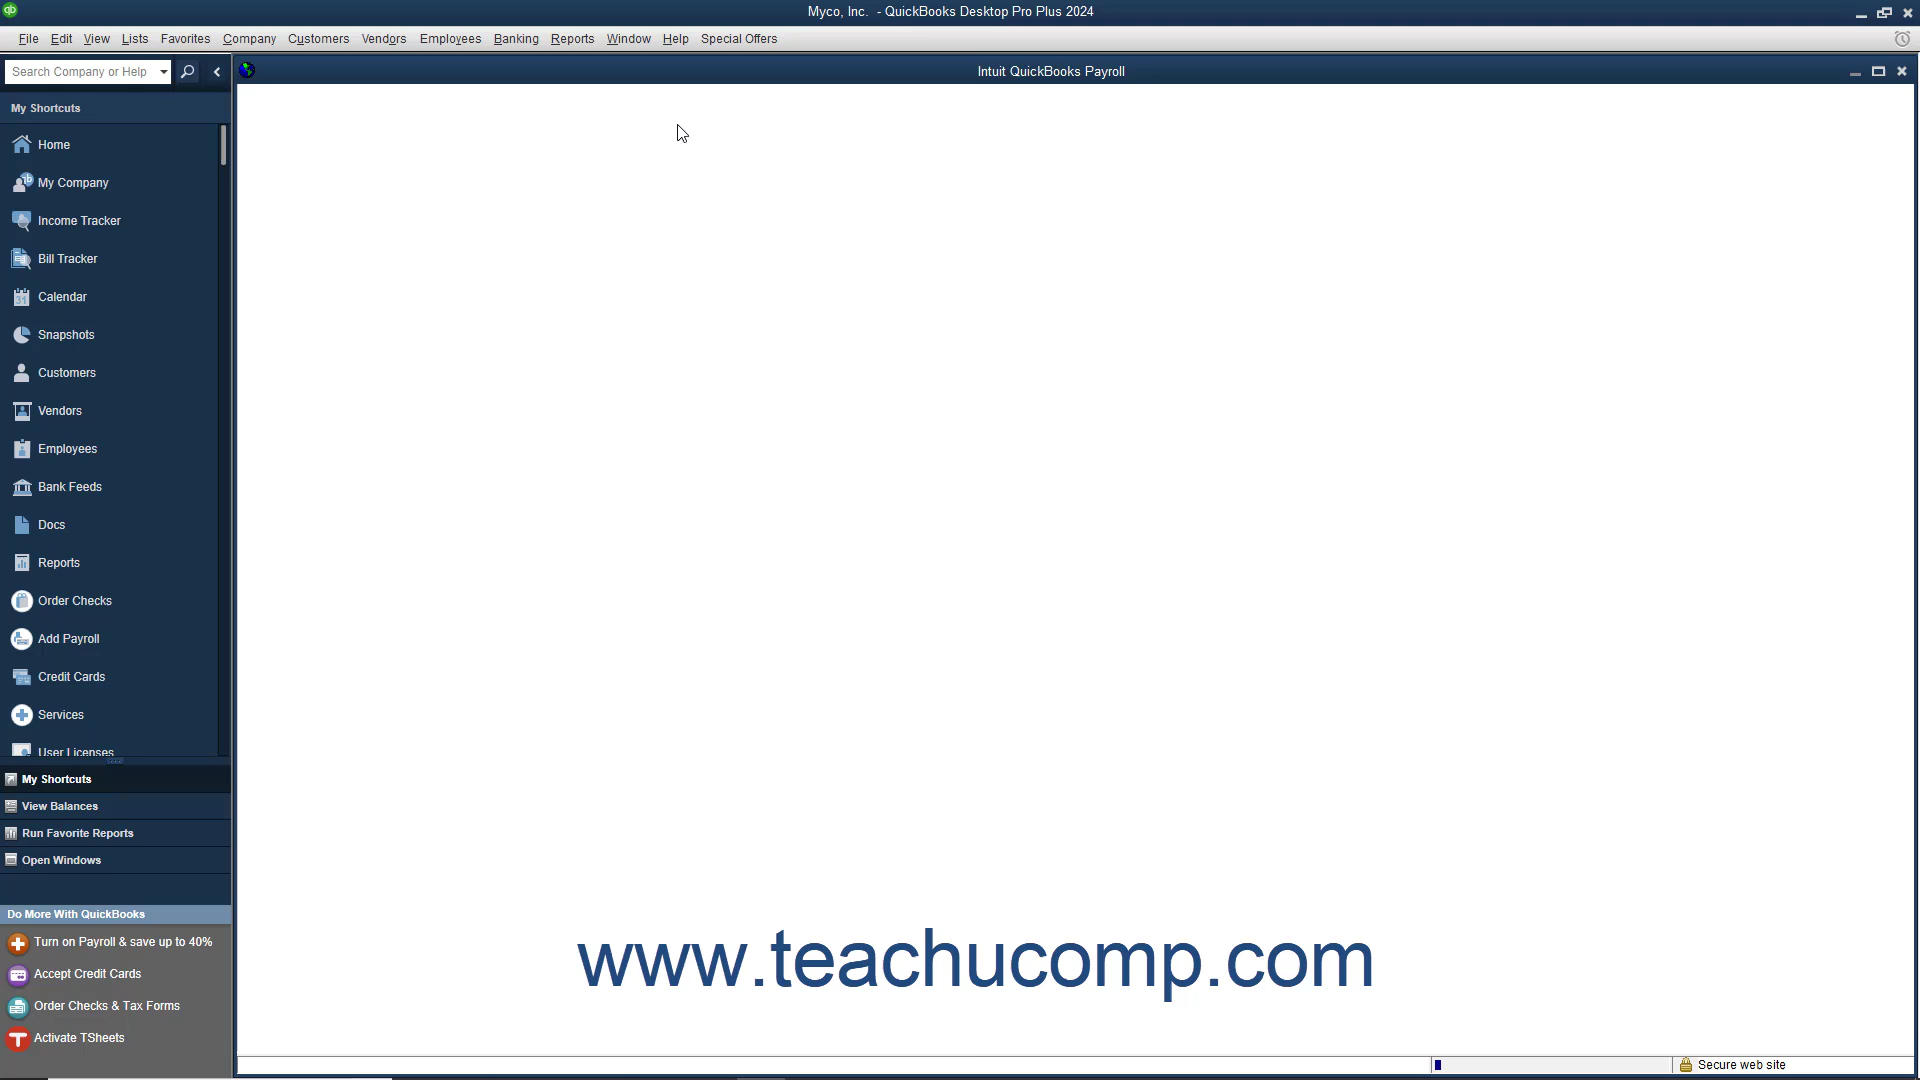 Myco, Inc. - QuickBooks Desktop Pro Plus 2024
File Edit View Lists Favorites Company Customers Vendors Employees Banking Reports Window Help Special Offers
Search Company or Help
Intuit QuickBooks Payroll
My Shortcuts
Home
My Company
Income Tracker
Bill Tracker
Calendar
Snapshots
Customers
Vendors
Employees
Bank Feeds
Docs
Reports
Order Checks
Add Payroll
Credit Cards
Services
User Licenses
My Shortcuts
View Balances
Run Favorite Reports
Open Windows
Do More With QuickBooks
Turn on Payroll & save up to 40%
Accept Credit Cards
Order Checks & Tax Forms
Activate TSheets
www.teachucomp.com
Secure web site